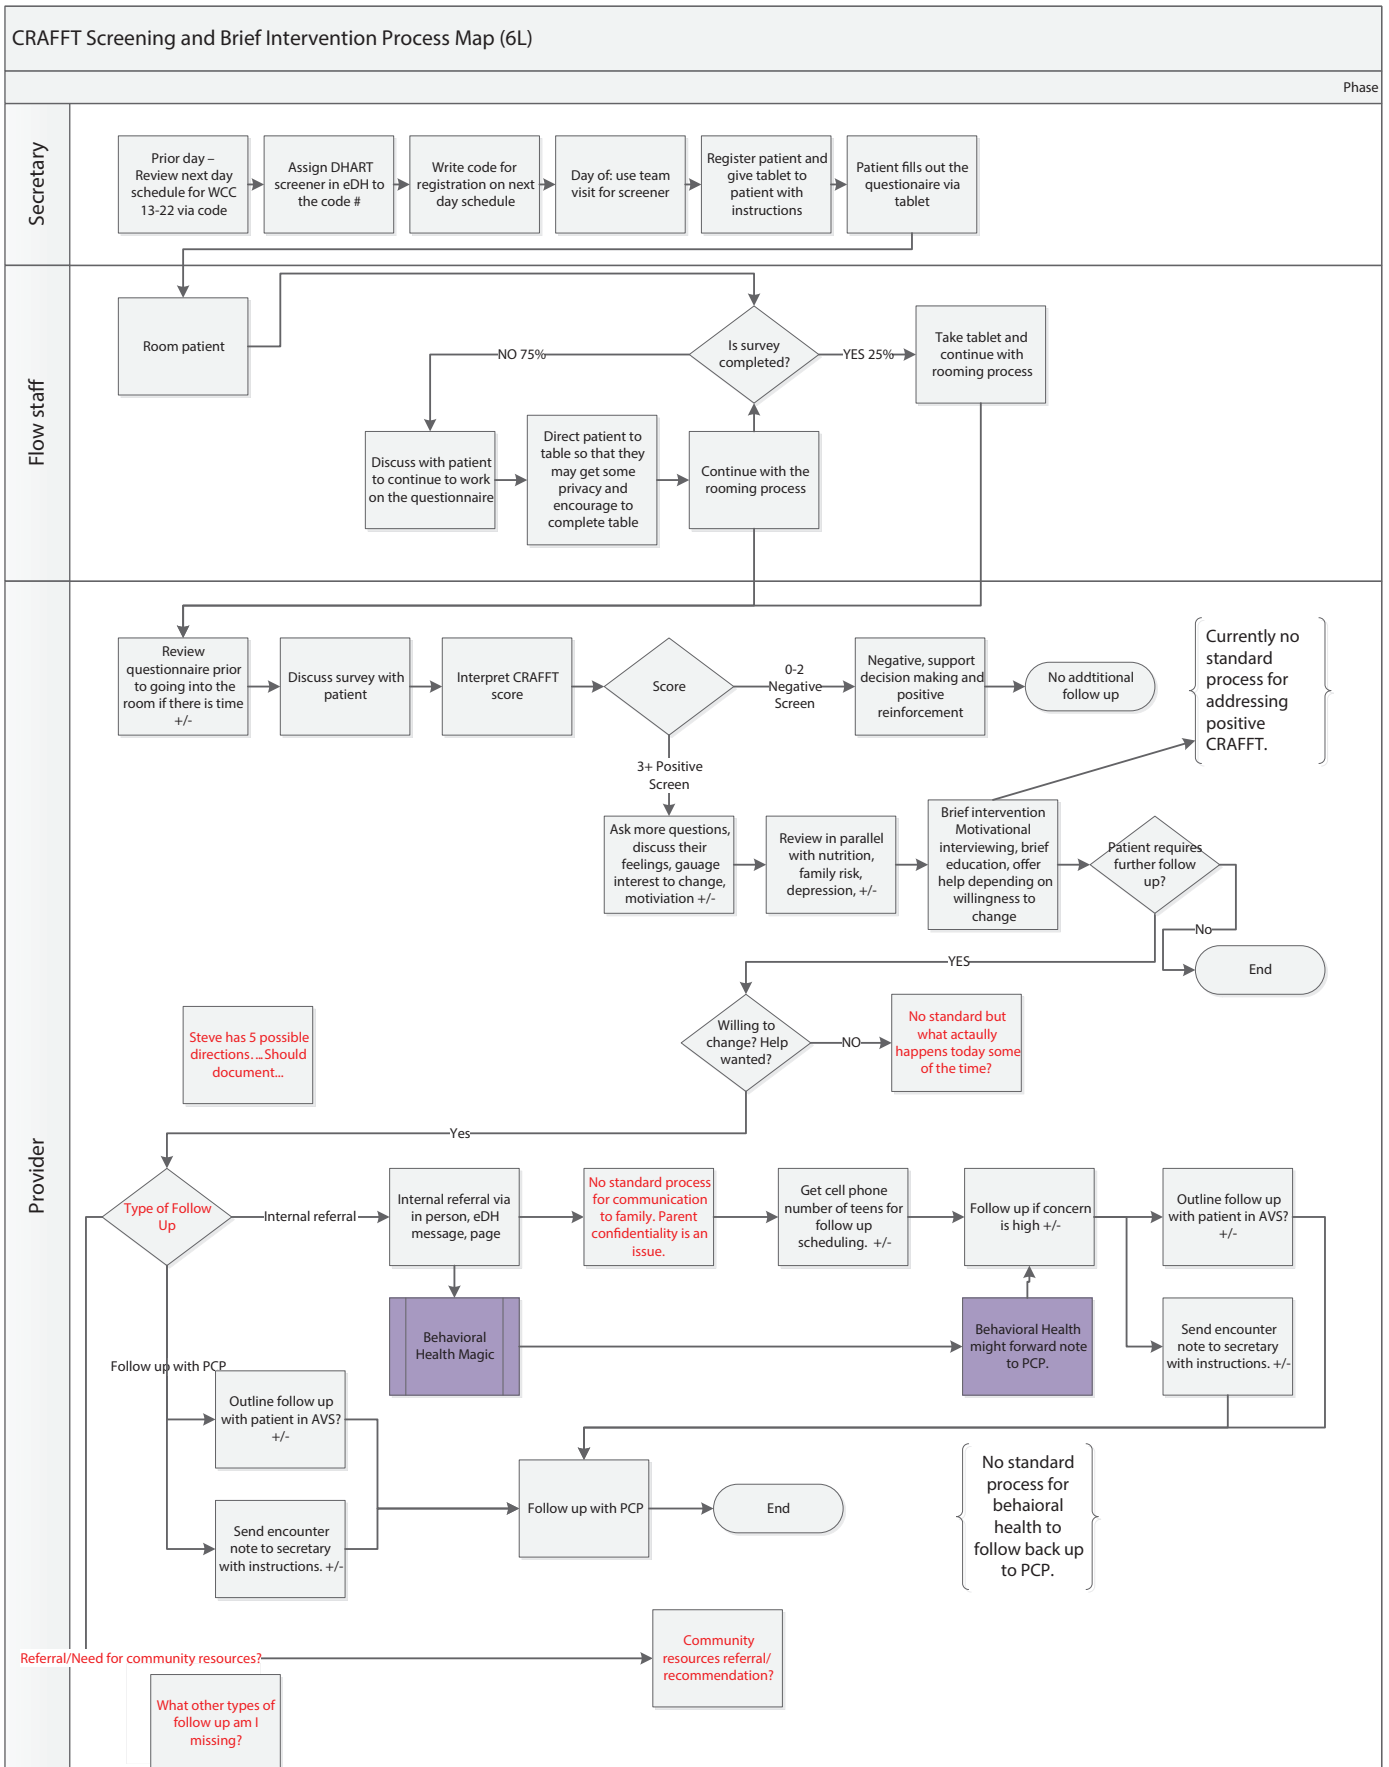 CRAFFT Screening and Brief Intervention Process Map (6L)
Phase
Secretary
Prior day –
Review next day
schedule for WCC
13-22 via code
Assign DHART
screener in eDH to
the code #
Write code for
registration on next
day schedule
Day of: use team
visit for screener
Register patient and
give tablet to
patient with
instructions
Patient fills out the
questionaire via
tablet
Flow staff
Room patient
Is survey
completed?
NO 75%
YES 25%
Take tablet and
continue with
rooming process
Discuss with patient
to continue to work
on the questionnaire
Direct patient to
table so that they
may get some
privacy and
encourage to
complete table
Continue with the
rooming process
Provider
Review
questionnaire prior
to going into the
room if there is time
+/-
Discuss survey with
patient
Interpret CRAFFT
score
Score
0-2
Negative
Screen
Negative, support
decision making and
positive
reinforcement
No addtitional
follow up
Currently no
standard
process for
addressing
positive
CRAFFT.
3+ Positive
Screen
Ask more questions,
discuss their
feelings, gauage
interest to change,
motiviation +/-
Review in parallel
with nutrition,
family risk,
depression, +/-
Brief intervention
Motivational
interviewing, brief
education, offer
help depending on
willingness to
change
Patient requires
further follow
up?
No
End
YES
Willing to
change? Help
wanted?
NO
No standard but
what actaully
happens today some
of the time?
Steve has 5 possible
directions.... Should
document...
Yes
Type of Follow
Up
Internal referral
Internal referral via
in person, eDH
message, page
No standard process
for communication
to family. Parent
confidentiality is an
issue.
Get cell phone
number of teens for
follow up
scheduling. +/-
Follow up if concern
is high +/-
Outline follow up
with patient in AVS?
+/-
Behavioral
Health Magic
Behavioral Health
might forward note
to PCP.
Send encounter
note to secretary
with instructions. +/-
Follow up with PCP
Outline follow up
with patient in AVS?
+/-
Send encounter
note to secretary
with instructions. +/-
Follow up with PCP
End
No standard
process for
behaioral
health to
follow back up
to PCP.
Referral/Need for community resources?
Community
resources referral/
recommendation?
What other types of
follow up am I
missing?